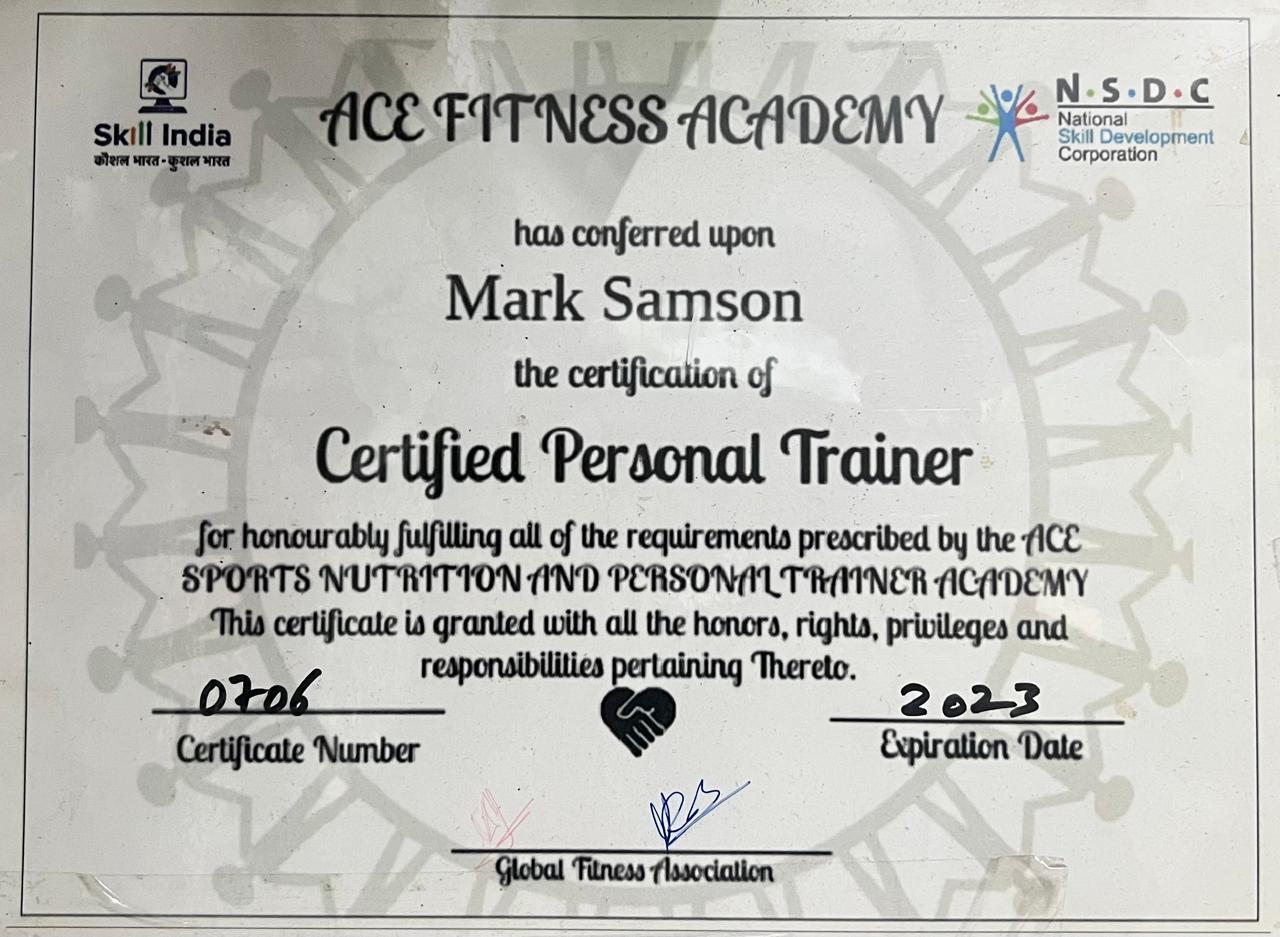 Skill India
कौशल भारत - कुशल भारत
ACE FITNESS ACADEMY
N·S·D·C
National
Skill Development
Corporation
has conferred upon
Mark Samson
the certification of
Certified Personal Trainer
for honourably fulfilling all of the requirements prescribed by the ACE
SPORTS NUTRITION AND PERSONAL TRAINER ACADEMY
This certificate is granted with all the honors, rights, privileges and
responsibilities pertaining Thereto.
0706
Certificate Number
2023
Expiration Date
Global Fitness Association